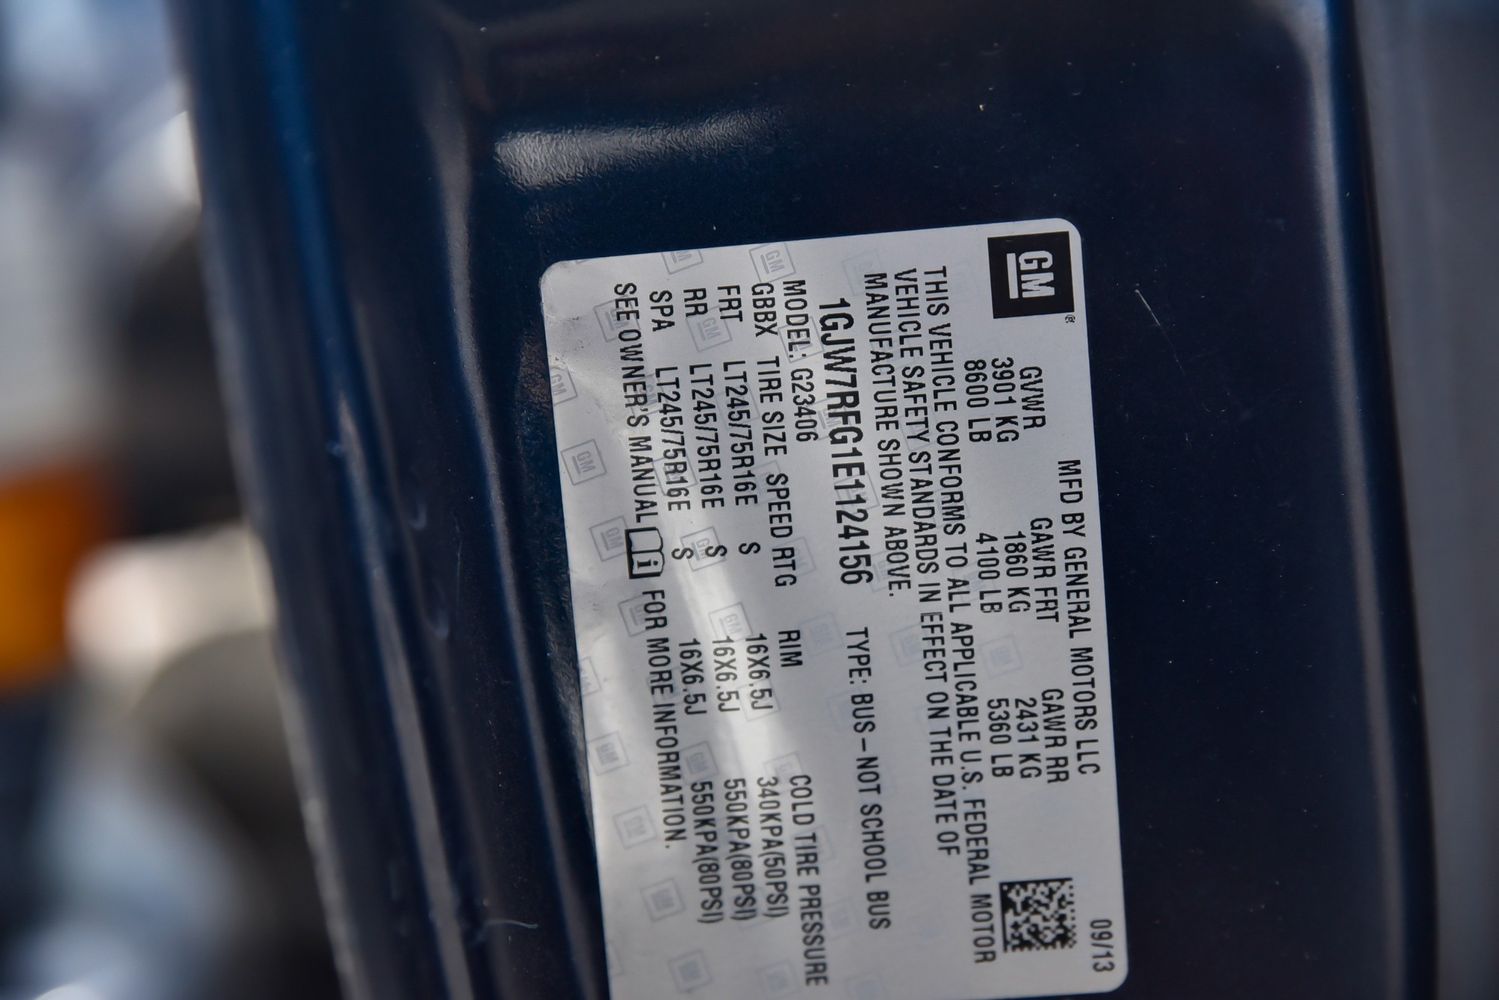 GM
MFD BY GENERAL MOTORS LLC 09/13
GVWR GAWR FRT GAWR RR
3901 KG 1860 KG 2431 KG
8600 LB 4100 LB 5360 LB
THIS VEHICLE CONFORMS TO ALL APPLICABLE U.S. FEDERAL MOTOR
VEHICLE SAFETY STANDARDS IN EFFECT ON THE DATE OF
MANUFACTURE SHOWN ABOVE.
1GJW7RFG1E1124156 TYPE: BUS-NOT SCHOOL BUS
MODEL: G23406
GBBX TIRE SIZE SPEED RTG RIM COLD TIRE PRESSURE
FRT LT245/75R16E S 16X6.5J 340KPA(50PSI)
RR LT245/75R16E S 16X6.5J 550KPA(80PSI)
SPA LT245/75R16E S 16X6.5J 550KPA(80PSI)
SEE OWNER'S MANUAL i FOR MORE INFORMATION.